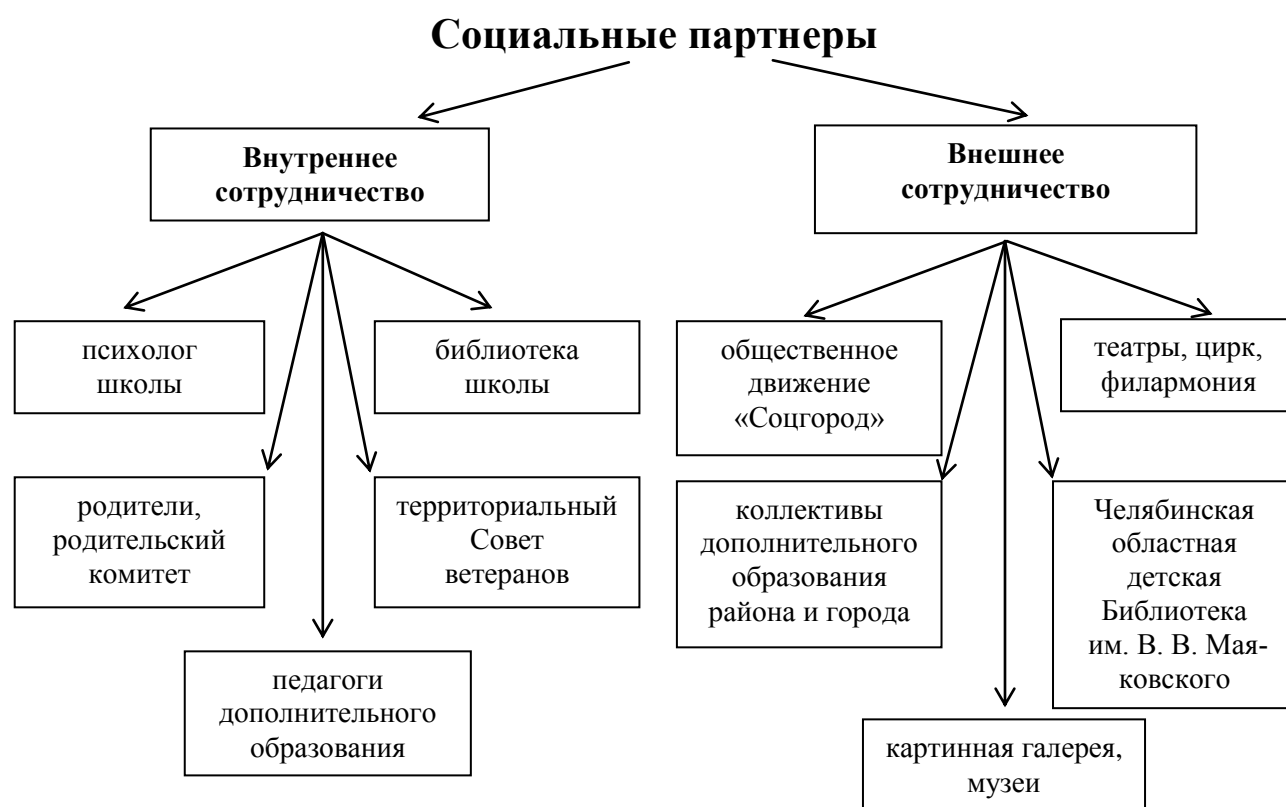 Социальные партнеры
Внутреннее
сотрудничество
Внешнее
сотрудничество
психолог
школы
библиотека
школы
общественное
движение
«Соцгород»
театры, цирк,
филармония
родители,
родительский
комитет
территориальный
Совет
ветеранов
коллективы
дополнительного
образования
района и города
Челябинская
областная
детская
Библиотека
им. В. В. Мая-
ковского
педагоги
дополнительного
образования
картинная галерея,
музеи